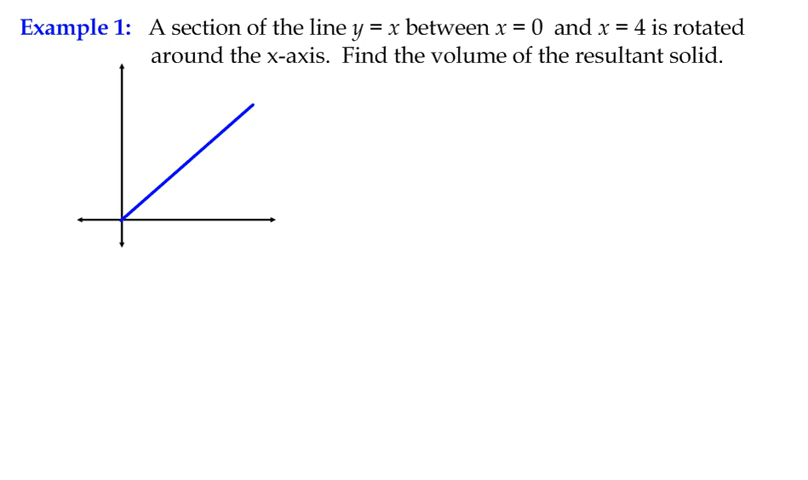 Example 1: A section of the line y = x between x = 0 and x = 4 is rotated
around the x-axis. Find the volume of the resultant solid.